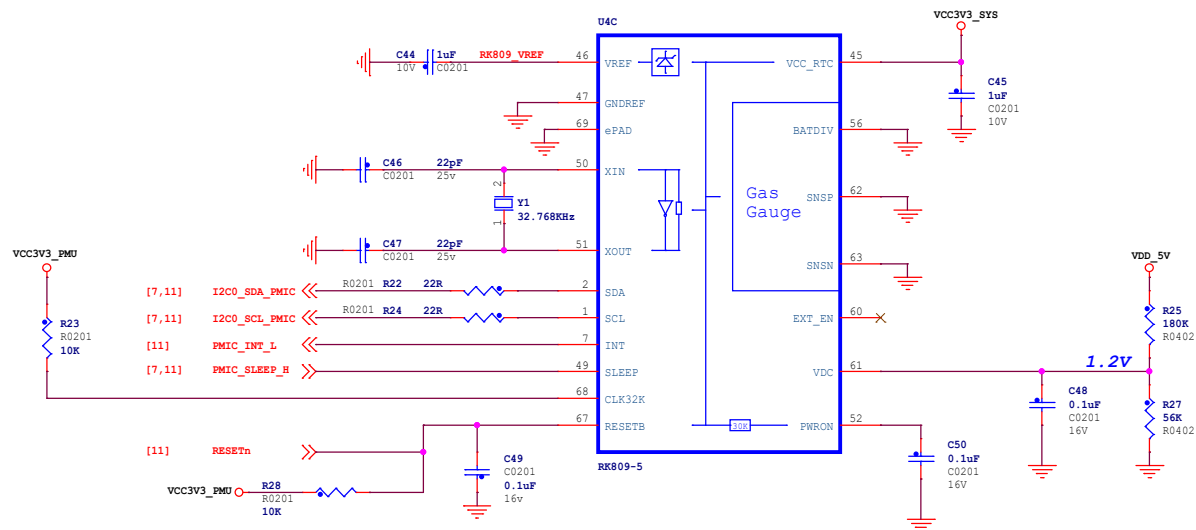 U4C
VCC3V3_SYS
C44
1uF
RK809_VREF
46
VREF
VCC_RTC
45
10V
C0201
C45
1uF
C0201
10V
47
GNDREF
69
ePAD
BATDIV
56
C46
22pF
50
XIN
C0201
25v
2
Y1
32.768KHz
1
Gas
Gauge
SNSP
62
C47
22pF
51
XOUT
C0201
25v
SNSN
63
VCC3V3_PMU
VDD_5V
[7,11]
I2C0_SDA_PMIC
R0201
R22
22R
2
SDA
[7,11]
I2C0_SCL_PMIC
R0201
R24
22R
1
SCL
EXT_EN
60
R23
R0201
10K
R25
180K
R0402
[11]
PMIC_INT_L
7
INT
[7,11]
PMIC_SLEEP_H
49
SLEEP
VDC
61
1.2V
68
CLK32K
C48
0.1uF
C0201
16V
R27
56K
R0402
67
RESETB
30K
PWRON
52
[11]
RESETn
C49
C0201
0.1uF
16v
RK809-5
C50
0.1uF
C0201
16V
VCC3V3_PMU
R28
R0201
10K